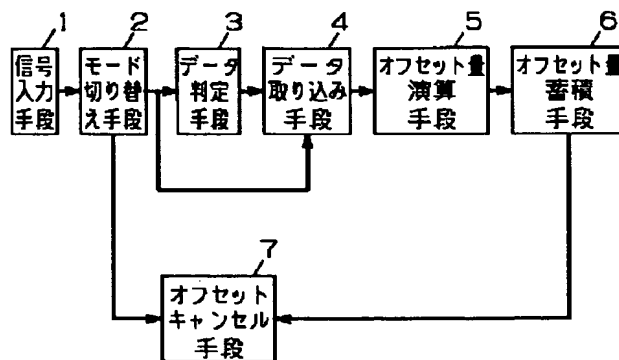 1
信号
入力
手段
2
モード
切り替
え手段
3
データ
判定
手段
4
データ
取り込み
手段
5
オフセット量
演算
手段
6
オフセット量
蓄積
手段
7
オフセット
キャンセル
手段